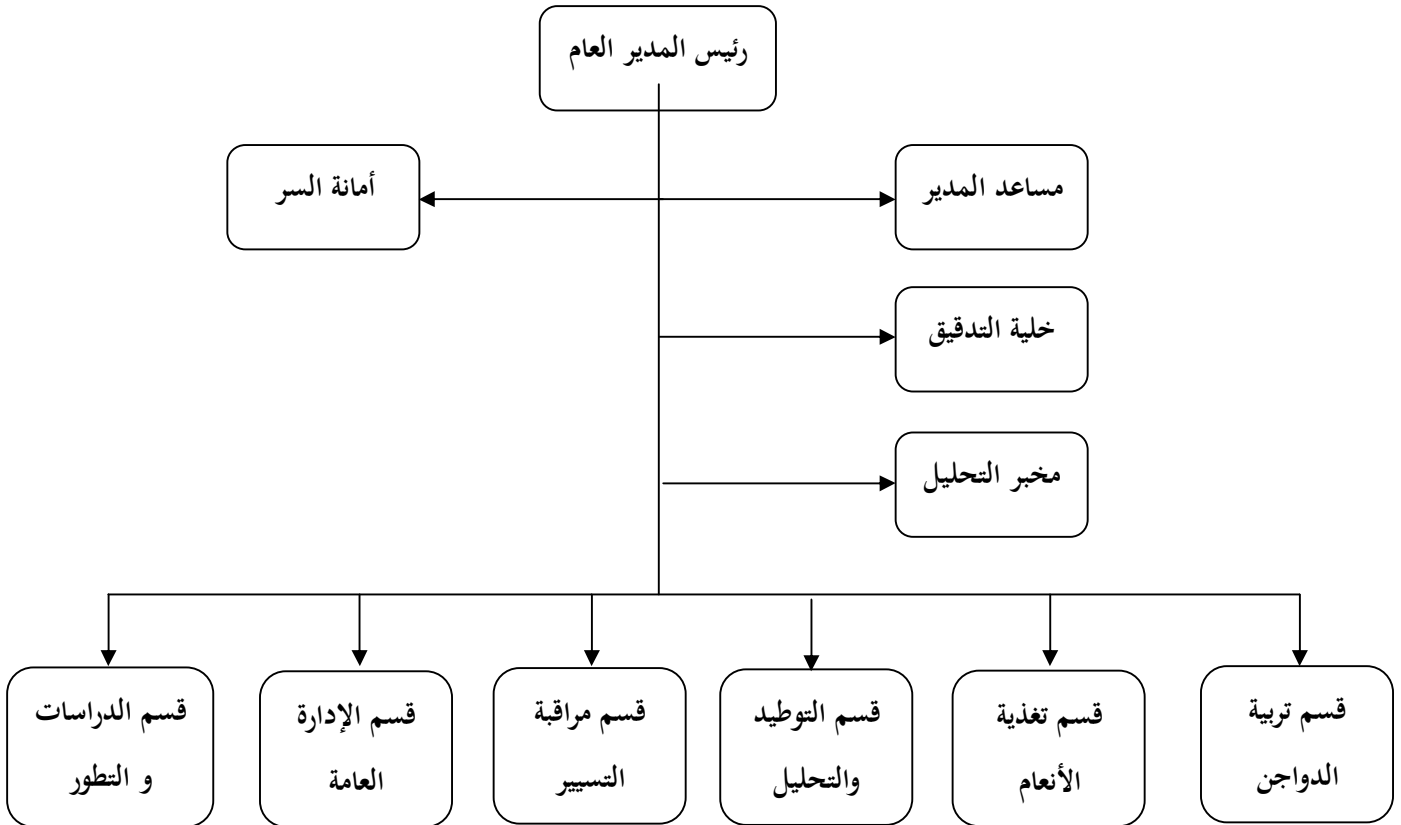 رئيس المدير العام
مساعد المدير
أمانة السر
خلية التدقيق
مخبر التحليل
قسم تربية
الدواجن
قسم تغذية
الأنعام
قسم التوطيد
والتحليل
قسم مراقبة
التسيير
قسم الإدارة
العامة
قسم الدراسات
و التطور